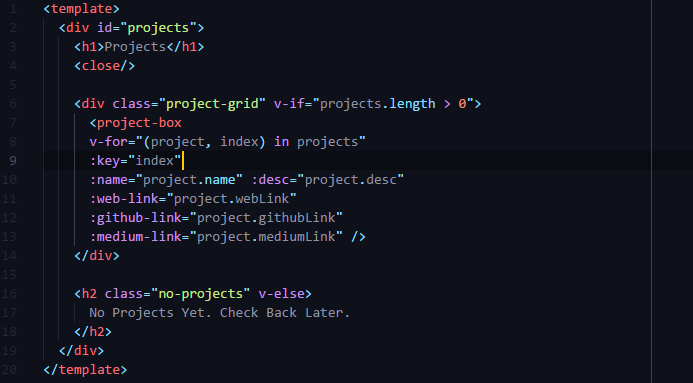 1 <template>
2 <div id="projects">
3 <h1>Projects</h1>
4 <close/>
5
6 <div class="project-grid" v-if="projects.length > 0">
7 <project-box
8 v-for="(project, index) in projects"
9 :key="index"
10 :name="project.name" :desc="project.desc"
11 :web-link="project.webLink"
12 :github-link="project.githubLink"
13 :medium-link="project.mediumLink" />
14 </div>
15
16 <h2 class="no-projects" v-else>
17 No Projects Yet. Check Back Later.
18 </h2>
19 </div>
20 </template>